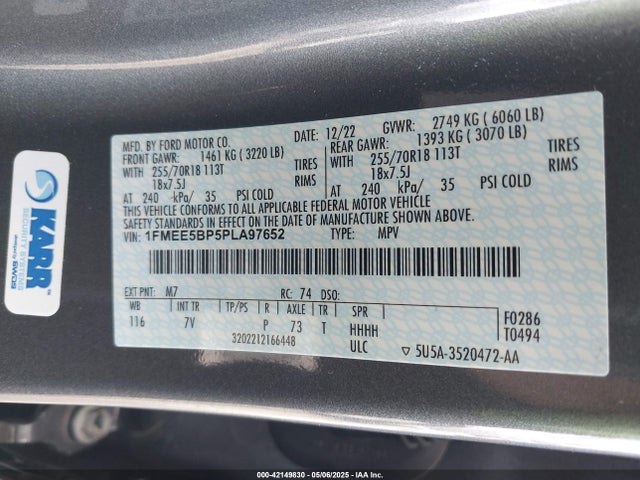 MFD. BY FORD MOTOR CO.
DATE: 12/22 GVWR: 2749 KG ( 6060 LB)
FRONT GAWR: 1461 KG ( 3220 LB)
REAR GAWR: 1393 KG ( 3070 LB)
WITH 255/70R18 113T TIRES
WITH 255/70R18 113T TIRES
18x7.5J RIMS
18x7.5J RIMS
AT 240 kPa/ 35 PSI COLD
AT 240 kPa/ 35 PSI COLD
THIS VEHICLE CONFORMS TO ALL APPLICABLE FEDERAL MOTOR VEHICLE
SAFETY STANDARDS IN EFFECT ON THE DATE OF MANUFACTURE SHOWN ABOVE.
VIN: 1FMEE5BP5PLA97652 TYPE: MPV
EXT PNT: M7 RC: 74 DSO:
WB INT TR TP/PS R AXLE TR SPR
116 7V P 73 T HHHH
F0286
T0494
3202212166448 ULC ▽ 5U5A-3520472-AA
S KARR
SECURITY SYSTEMS
SWDS
000-42149830 - 05/06/2025 - IAAI.COM